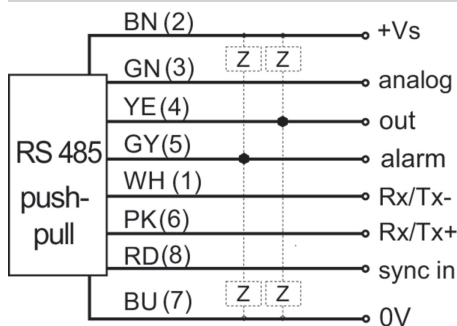 BN (2)
+Vs
Z Z
GN (3)
analog
YE (4)
out
RS 485
push-
pull
GY (5)
alarm
WH (1)
Rx/Tx-
PK(6)
Rx/Tx+
RD(8)
sync in
Z Z
BU (7)
0V